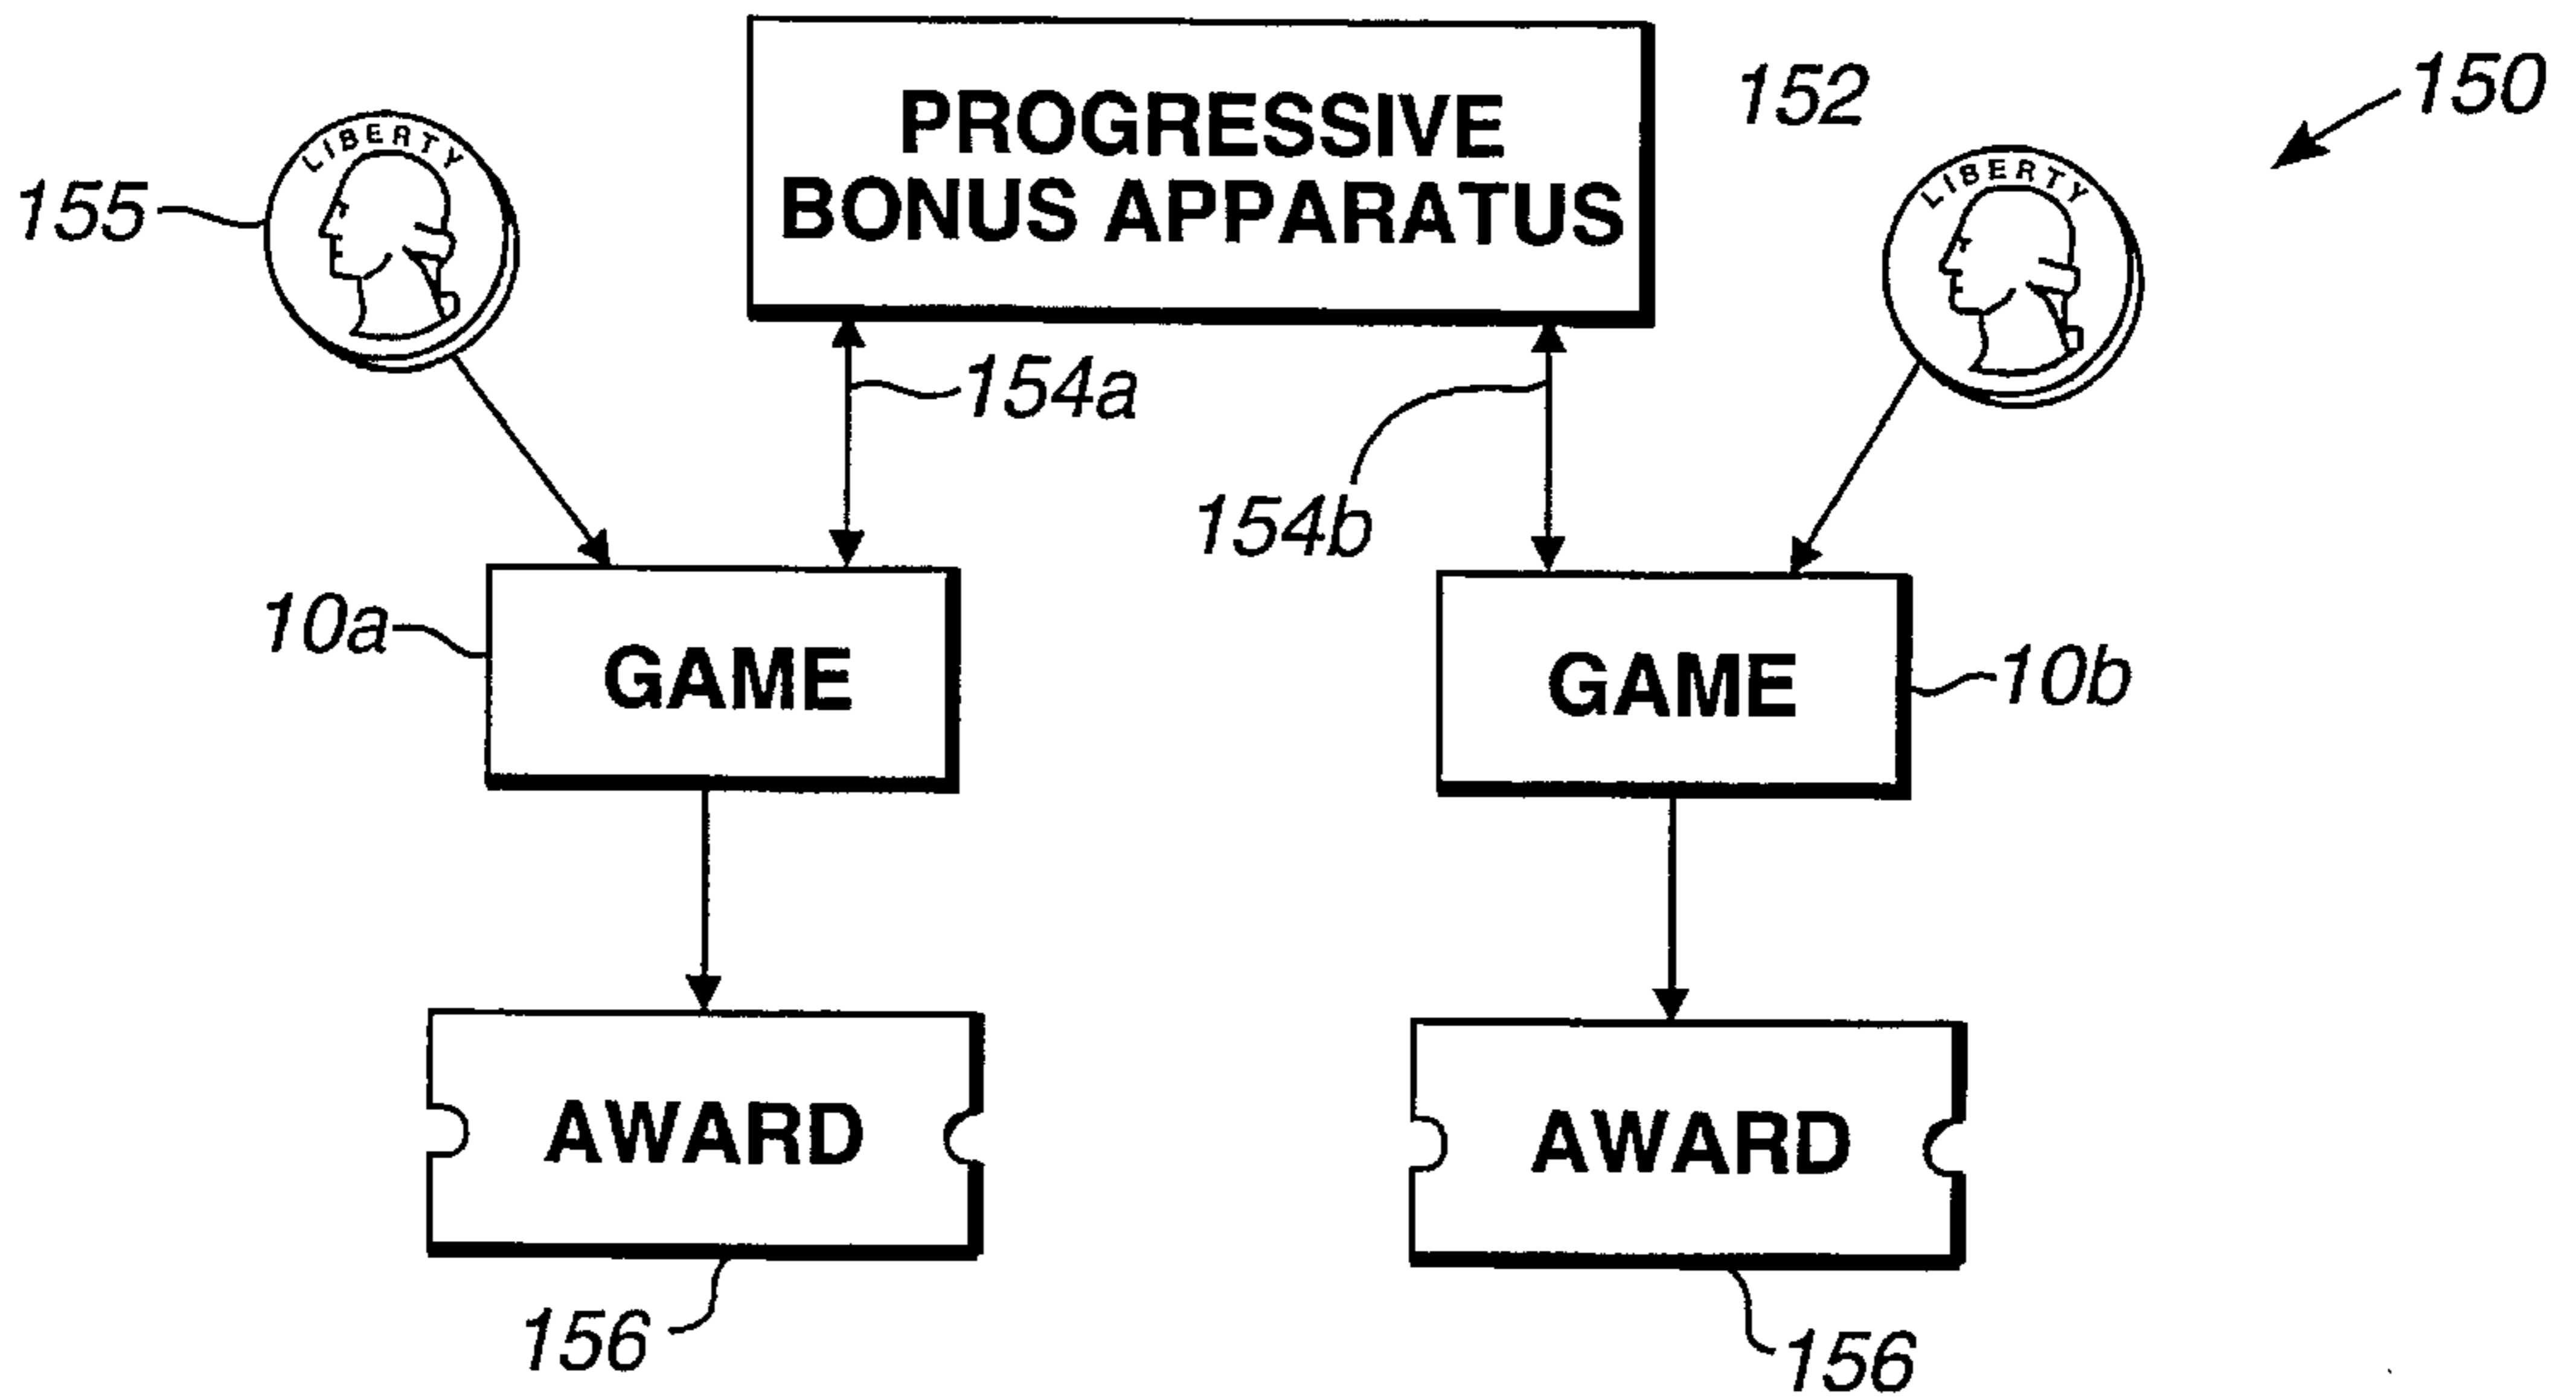 PROGRESSIVE
BONUS APPARATUS
152
150
LIBERTY
155
LIBERTY
154a
154b
10a
GAME
GAME
10b
AWARD
AWARD
156
156